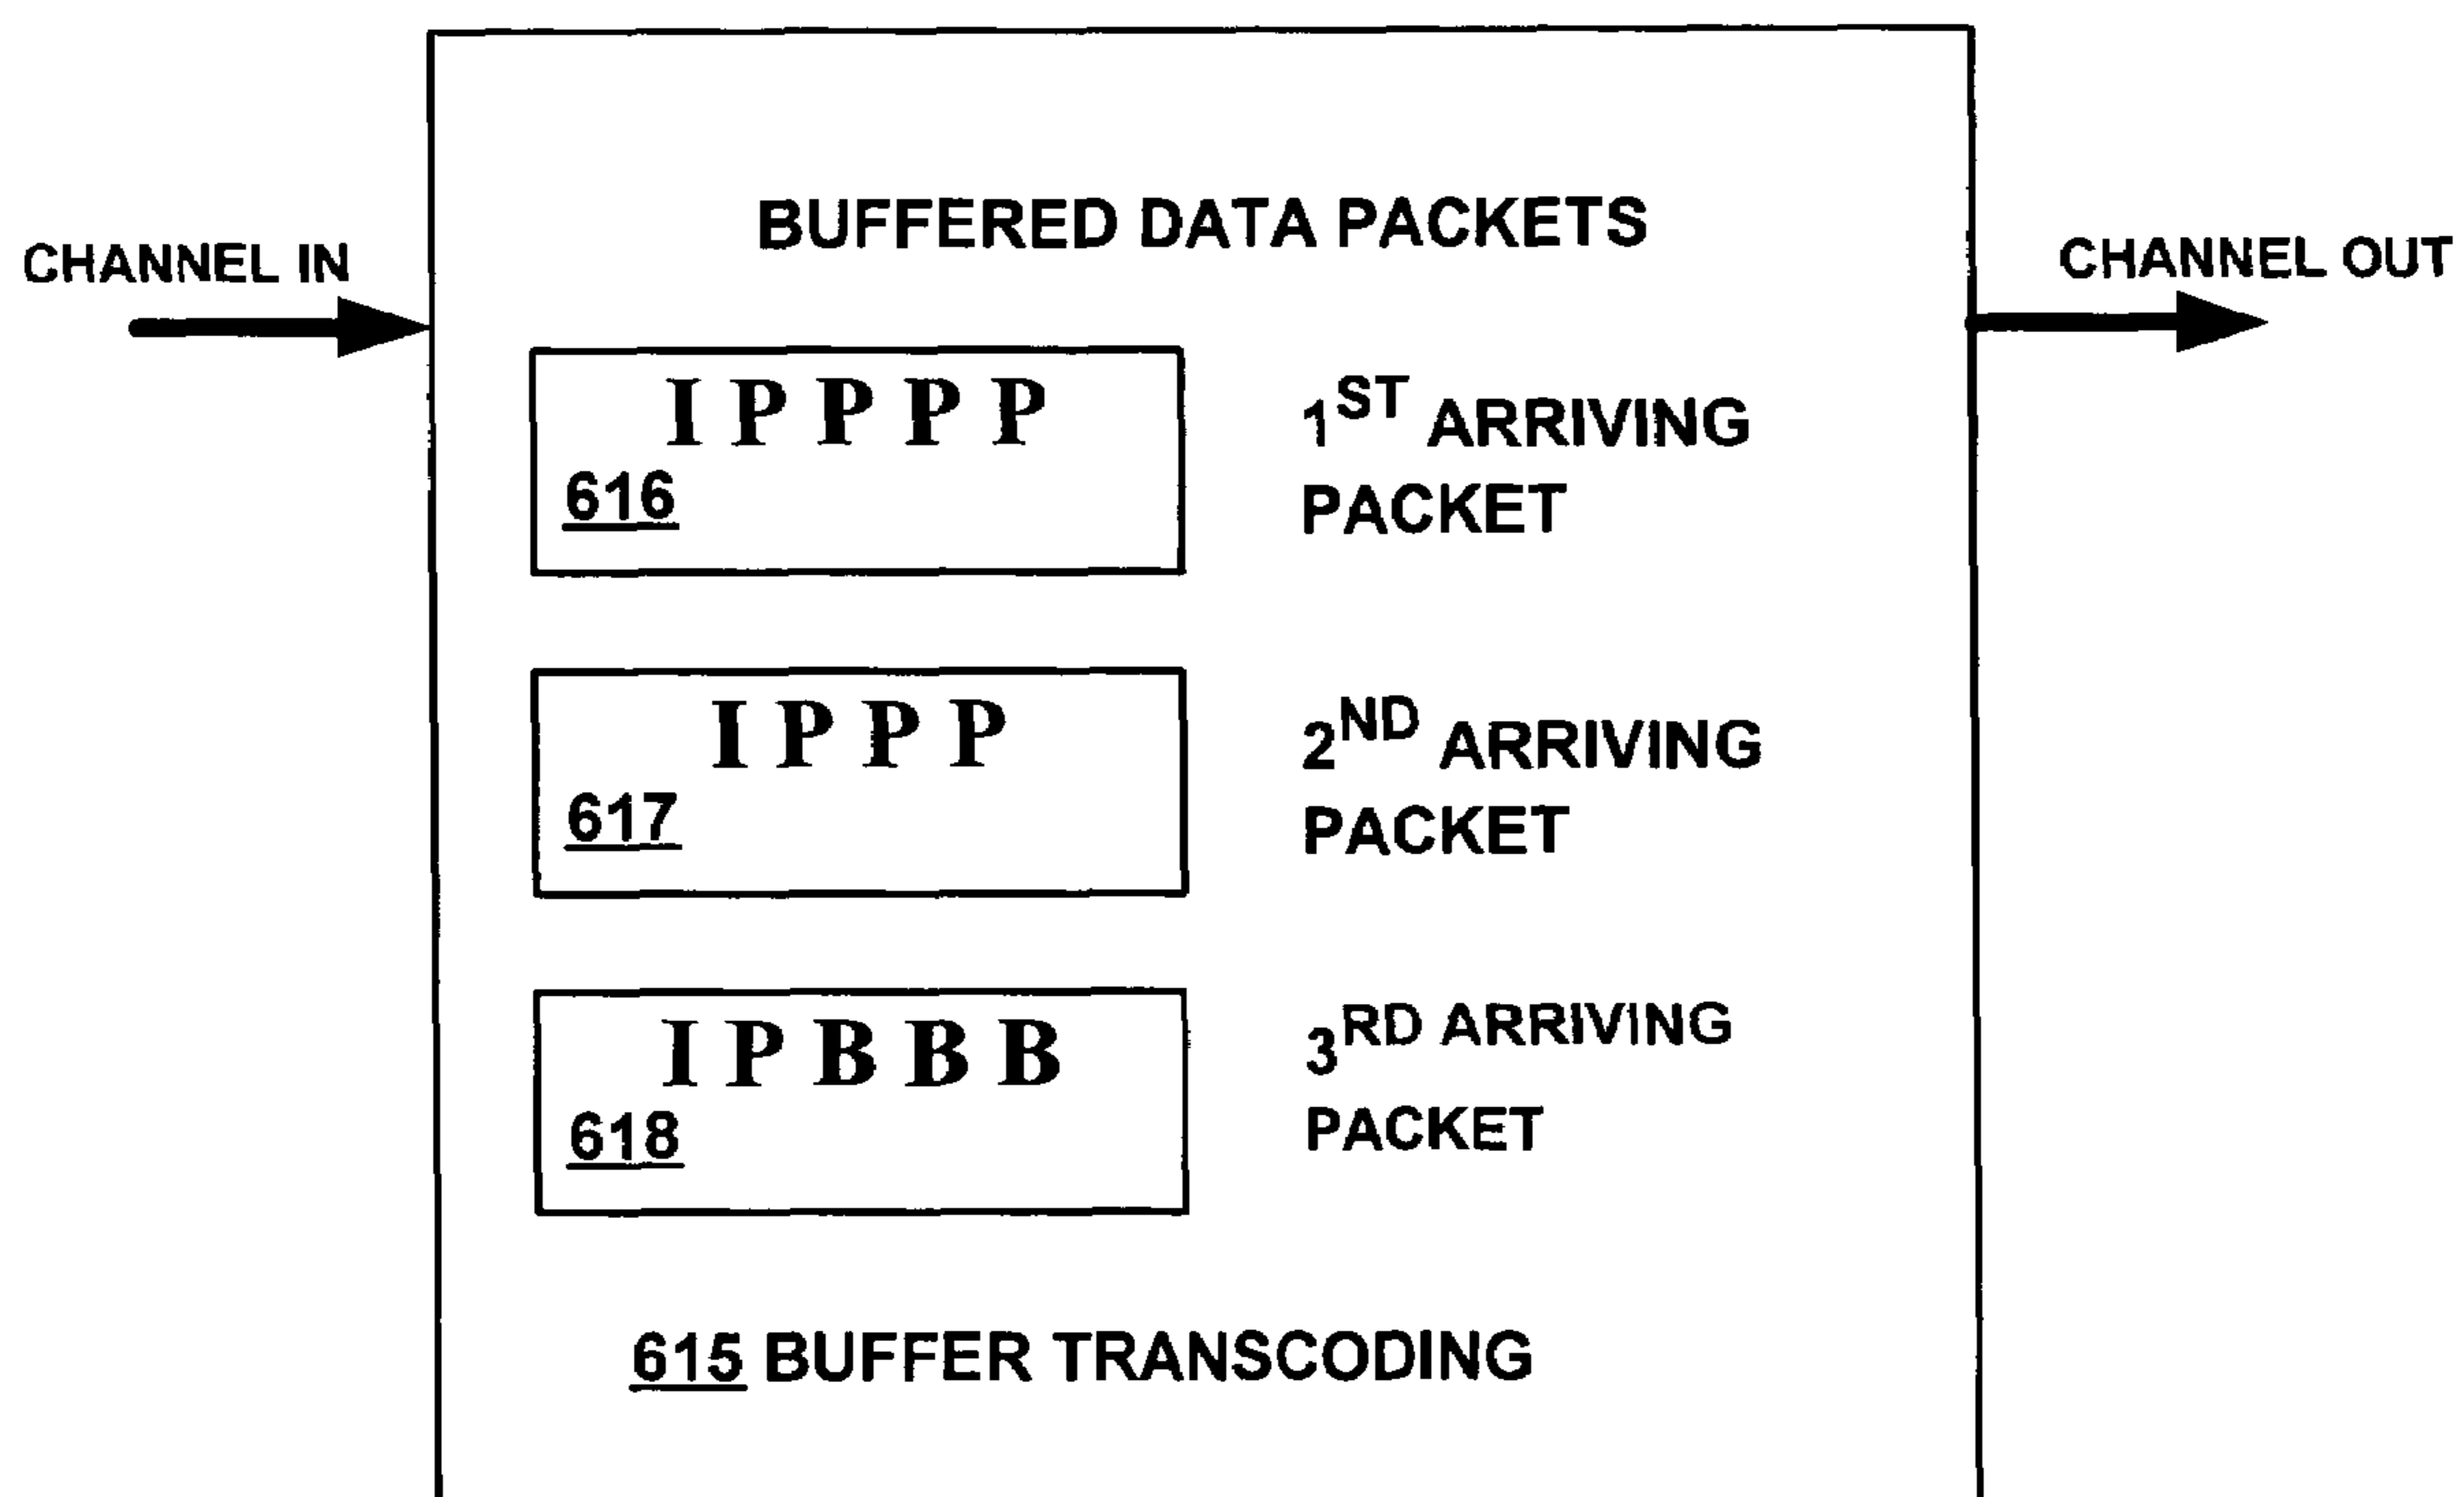 BUFFERED DATA PACKETS
CHANNEL IN
CHANNEL OUT
I P P P P
616
1ST ARRIVING
PACKET
I P P P
617
2ND ARRIVING
PACKET
I P B B B
618
3RD ARRIVING
PACKET
615 BUFFER TRANSCODING